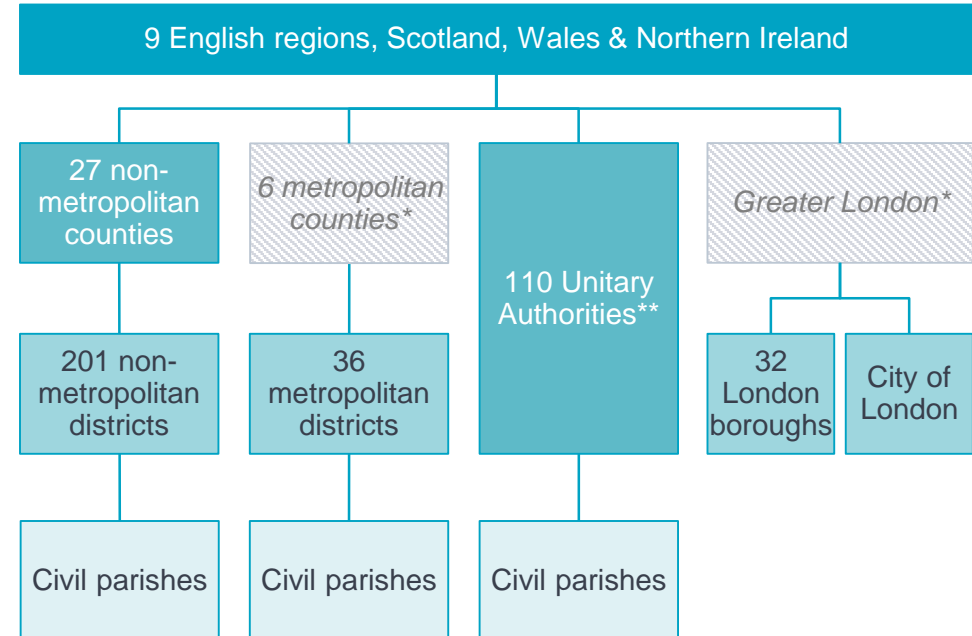 9 English regions, Scotland, Wales & Northern Ireland
27 non-
metropolitan
counties
6 metropolitan
counties*
110 Unitary
Authorities**
Greater London*
201 non-
metropolitan
districts
36
metropolitan
districts
32
London
boroughs
City of
London
Civil parishes
Civil parishes
Civil parishes